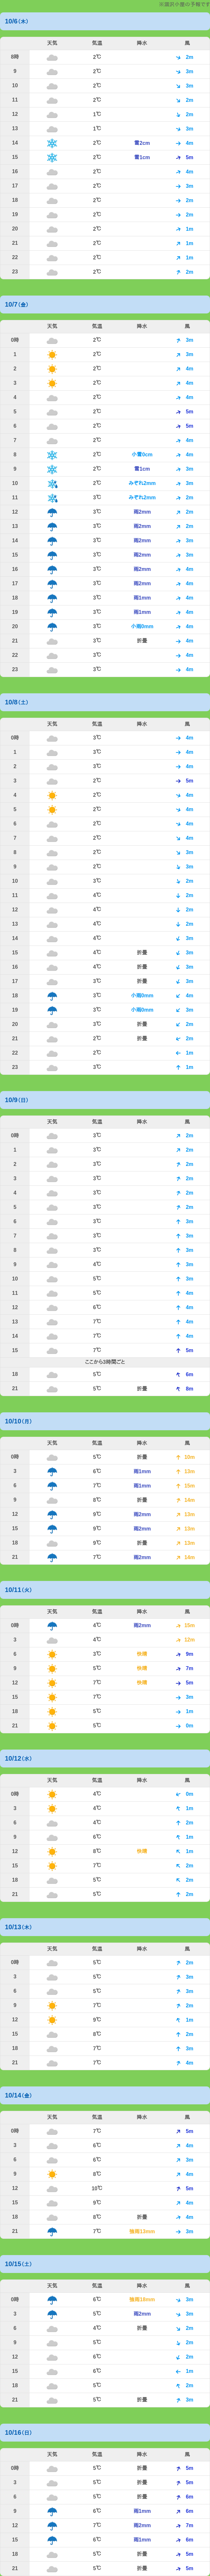 ※涸沢小屋の予報です
10/6(木)
天気 気温 降水 風
8時 2℃ 2m
9 2℃ 3m
10 2℃ 3m
11 2℃ 2m
12 1℃ 2m
13 1℃ 3m
14 2℃ 雪2cm 4m
15 2℃ 雪1cm 5m
16 2℃ 4m
17 2℃ 3m
18 2℃ 2m
19 2℃ 2m
20 2℃ 1m
21 2℃ 1m
22 2℃ 1m
23 2℃ 2m
10/7(金)
天気 気温 降水 風
0時 2℃ 3m
1 2℃ 3m
2 2℃ 4m
3 2℃ 4m
4 2℃ 4m
5 2℃ 5m
6 2℃ 5m
7 2℃ 4m
8 2℃ 小雪0cm 4m
9 2℃ 雪1cm 3m
10 2℃ みぞれ2mm 3m
11 3℃ みぞれ2mm 2m
12 3℃ 雨2mm 2m
13 3℃ 雨2mm 2m
14 3℃ 雨2mm 3m
15 3℃ 雨2mm 3m
16 3℃ 雨2mm 4m
17 3℃ 雨2mm 4m
18 3℃ 雨1mm 4m
19 3℃ 雨1mm 4m
20 3℃ 小雨0mm 4m
21 3℃ 折畳 4m
22 3℃ 4m
23 3℃ 4m
10/8(土)
天気 気温 降水 風
0時 3℃ 4m
1 3℃ 4m
2 3℃ 4m
3 2℃ 5m
4 2℃ 4m
5 2℃ 4m
6 2℃ 4m
7 2℃ 4m
8 2℃ 3m
9 2℃ 3m
10 3℃ 2m
11 4℃ 2m
12 4℃ 2m
13 4℃ 2m
14 4℃ 3m
15 4℃ 折畳 3m
16 4℃ 折畳 3m
17 3℃ 折畳 3m
18 3℃ 小雨0mm 4m
19 3℃ 小雨0mm 3m
20 3℃ 折畳 2m
21 2℃ 折畳 2m
22 2℃ 1m
23 3℃ 1m
10/9(日)
天気 気温 降水 風
0時 3℃ 2m
1 3℃ 2m
2 3℃ 2m
3 3℃ 2m
4 3℃ 2m
5 3℃ 2m
6 3℃ 3m
7 3℃ 3m
8 3℃ 3m
9 4℃ 3m
10 5℃ 3m
11 5℃ 4m
12 6℃ 4m
13 7℃ 4m
14 7℃ 4m
15 7℃ 5m
ここから3時間ごと
18 5℃ 6m
21 5℃ 折畳 8m
10/10(月)
天気 気温 降水 風
0時 5℃ 折畳 10m
3 6℃ 雨1mm 13m
6 7℃ 雨1mm 15m
9 8℃ 折畳 14m
12 9℃ 雨2mm 13m
15 9℃ 雨2mm 13m
18 9℃ 折畳 13m
21 7℃ 雨2mm 14m
10/11(火)
天気 気温 降水 風
0時 4℃ 雨2mm 15m
3 4℃ 12m
6 3℃ 快晴 9m
9 5℃ 快晴 7m
12 7℃ 快晴 5m
15 7℃ 3m
18 5℃ 1m
21 5℃ 0m
10/12(水)
天気 気温 降水 風
0時 4℃ 0m
3 4℃ 1m
6 4℃ 2m
9 6℃ 1m
12 8℃ 快晴 1m
15 7℃ 2m
18 5℃ 2m
21 5℃ 2m
10/13(木)
天気 気温 降水 風
0時 5℃ 2m
3 5℃ 3m
6 5℃ 3m
9 7℃ 2m
12 9℃ 1m
15 8℃ 2m
18 7℃ 3m
21 7℃ 4m
10/14(金)
天気 気温 降水 風
0時 7℃ 5m
3 6℃ 4m
6 6℃ 3m
9 8℃ 4m
12 10℃ 5m
15 9℃ 4m
18 8℃ 折畳 4m
21 7℃ 強雨13mm 3m
10/15(土)
天気 気温 降水 風
0時 6℃ 強雨10mm 3m
3 5℃ 雨2mm 3m
6 4℃ 折畳 2m
9 5℃ 2m
12 6℃ 2m
15 6℃ 1m
18 5℃ 2m
21 5℃ 折畳 3m
10/16(日)
天気 気温 降水 風
0時 5℃ 折畳 5m
3 5℃ 折畳 5m
6 5℃ 折畳 6m
9 6℃ 雨1mm 6m
12 7℃ 雨2mm 7m
15 6℃ 雨1mm 6m
18 5℃ 折畳 5m
21 5℃ 折畳 5m